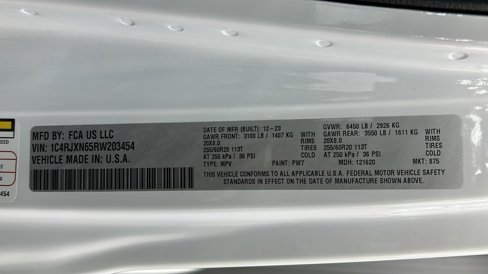 MFD BY: FCA US LLC
VIN: 1C4RJXN65RW203454
VEHICLE MADE IN: U.S.A.
DATE OF MFR (BUILT): 12-23
GVWR: 6450 LB / 2926 KG
GAWR FRONT: 3100 LB / 1407 KG WITH
GAWR REAR: 3550 LB / 1611 KG WITH
20X8.0 RIMS
20X8.0 RIMS
255/60R20 113T TIRES
255/60R20 113T TIRES
AT 250 kPa / 36 PSI
AT 250 kPa / 36 PSI
TYPE: MPV
PAINT: PW7
MDH: 121620
MKT: 875
THIS VEHICLE CONFORMS TO ALL APPLICABLE U.S.A. FEDERAL MOTOR VEHICLE SAFETY
STANDARDS IN EFFECT ON THE DATE OF MANUFACTURE SHOWN ABOVE.
454